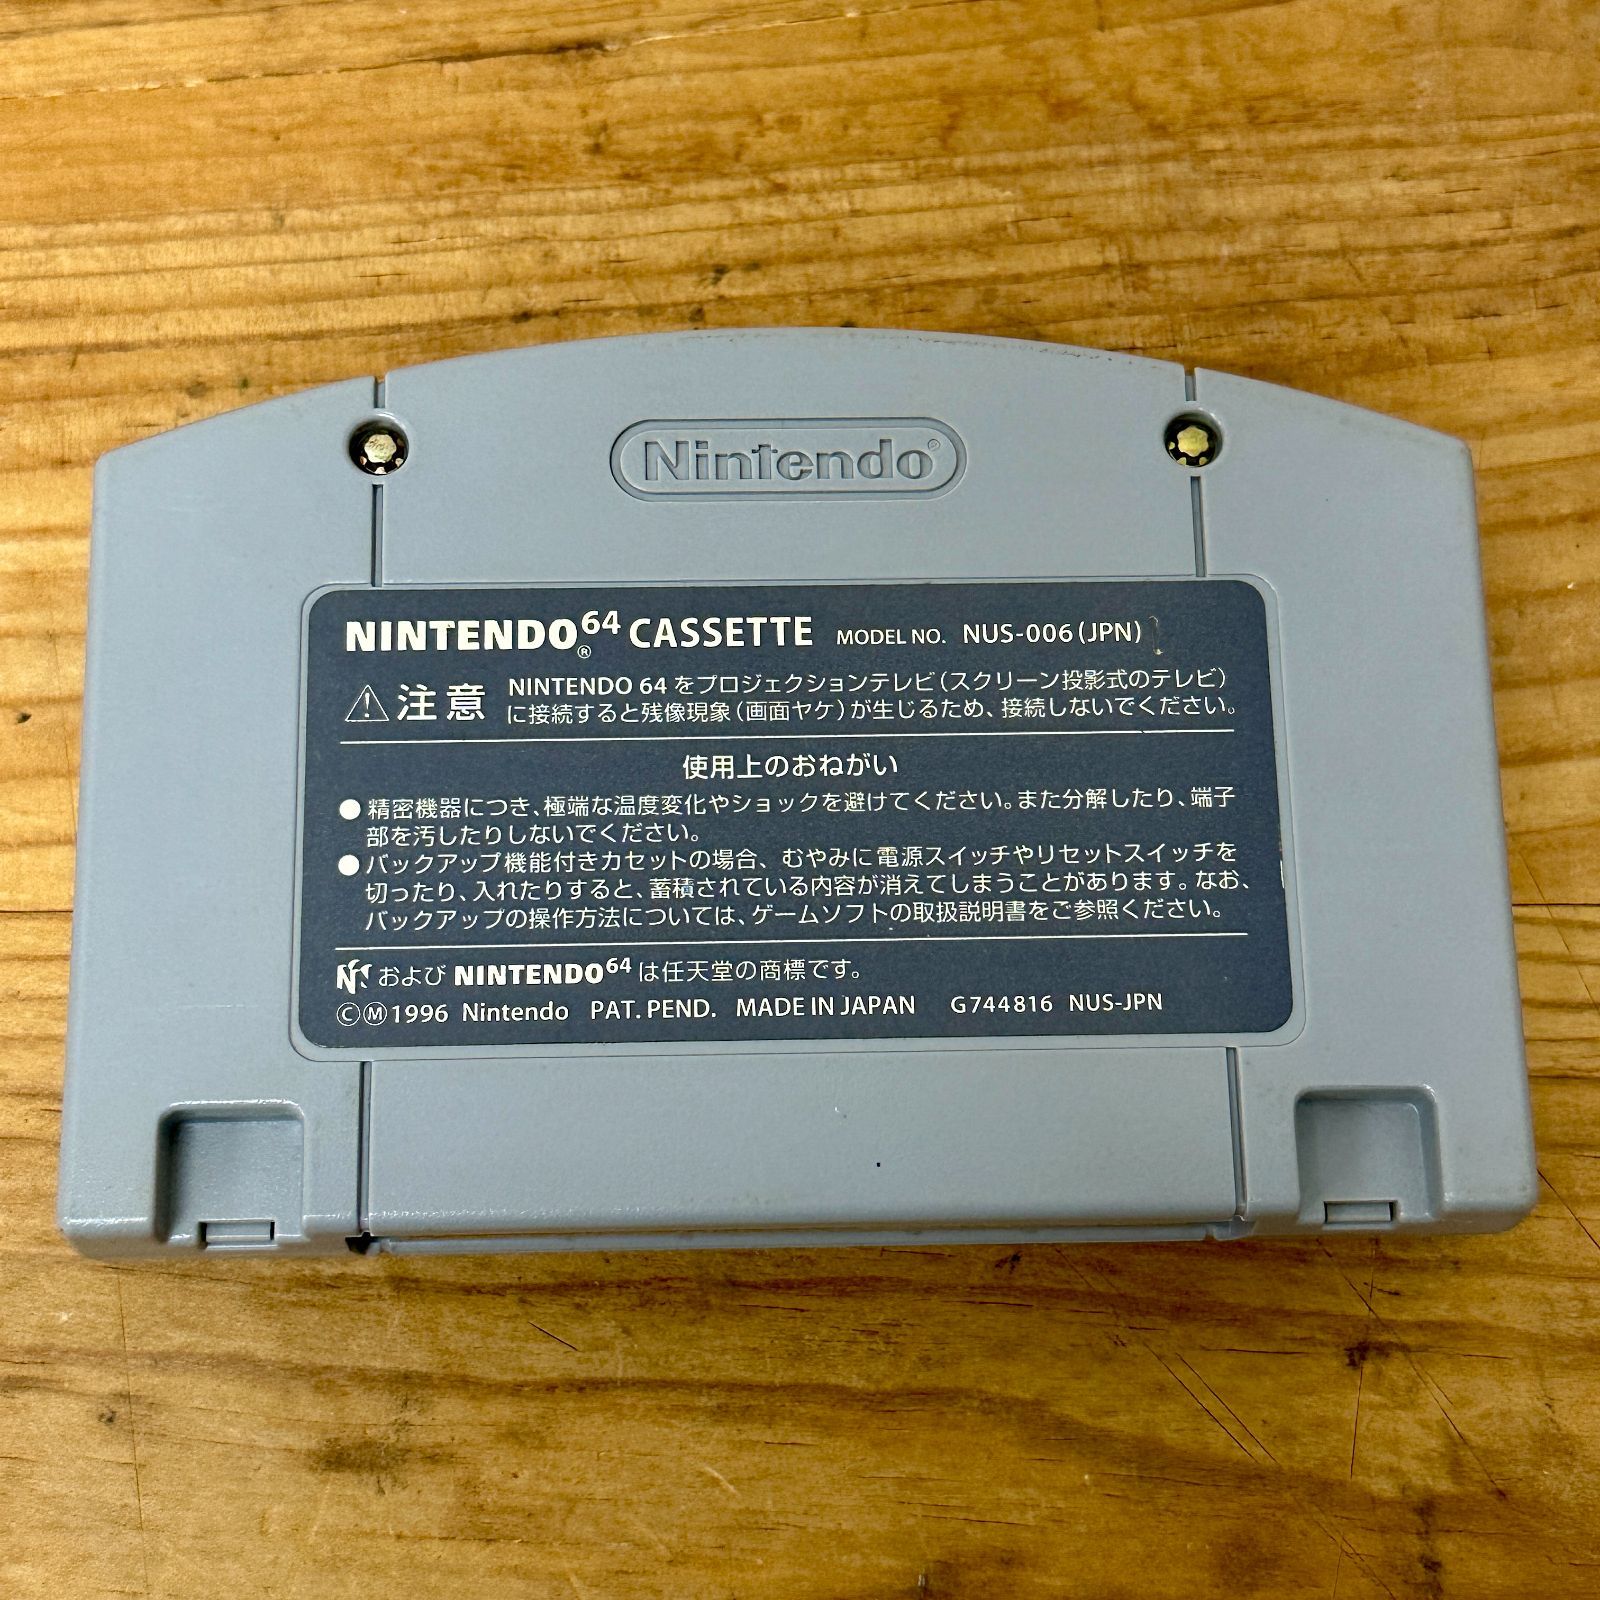 Nintendo®
NINTENDO64® CASSETTE MODEL NO. NUS-006(JPN)
⚠注意 NINTENDO 64をプロジェクションテレビ(スクリーン投影式のテレビ)
に接続すると残像現象(画面ヤケ)が生じるため、接続しないでください。
使用上のおねがい
●精密機器につき、極端な温度変化やショックを避けてください。また分解したり、端子
部を汚したりしないでください。
●バックアップ機能付きカセットの場合、むやみに電源スイッチやリセットスイッチを
切ったり、入れたりすると、蓄積されている内容が消えてしまうことがあります。なお、
バックアップの操作方法については、ゲームソフトの取扱説明書をご参照ください。
および NINTENDO64 は任天堂の商標です。
ⒸⓂ1996 Nintendo PAT. PEND. MADE IN JAPAN G744816 NUS-JPN